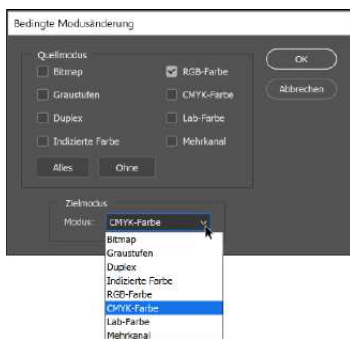 Bedingte Modusänderung
Quellmodus
Bitmap
RGB-Farbe
Graustufen
CMYK-Farbe
Duplex
Lab-Farbe
Indizierte Farbe
Mehrkanal
Alles
Ohne
OK
Abbrechen
Zielmodus
Modus: CMYK-Farbe
Bitmap
Graustufen
Duplex
Indizierte Farbe
RGB-Farbe
CMYK-Farbe
Lab-Farbe
Mehrkanal